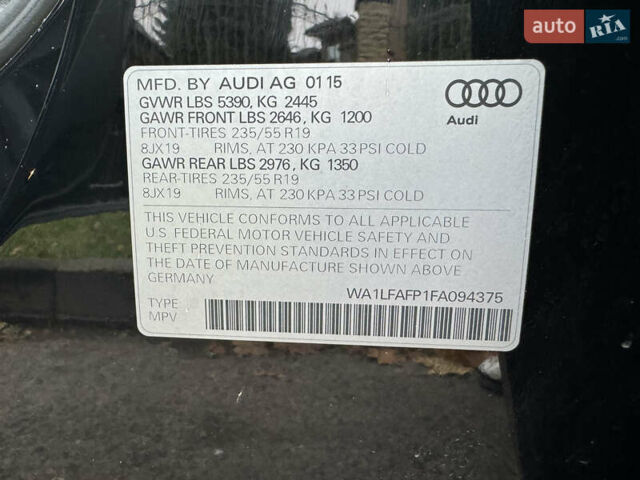 auto RIA.com
MFD. BY AUDI AG 01 15
GVWR LBS 5390, KG 2445
GAWR FRONT LBS 2646, KG 1200
FRONT-TIRES 235/55 R19
8JX19 RIMS, AT 230 KPA 33 PSI COLD
GAWR REAR LBS 2976, KG 1350
REAR-TIRES 235/55 R19
8JX19 RIMS, AT 230 KPA 33 PSI COLD
Audi
THIS VEHICLE CONFORMS TO ALL APPLICABLE
U.S. FEDERAL MOTOR VEHICLE SAFETY AND
THEFT PREVENTION STANDARDS IN EFFECT ON
THE DATE OF MANUFACTURE SHOWN ABOVE
GERMANY
WA1LFAFP1FA094375
TYPE
MPV